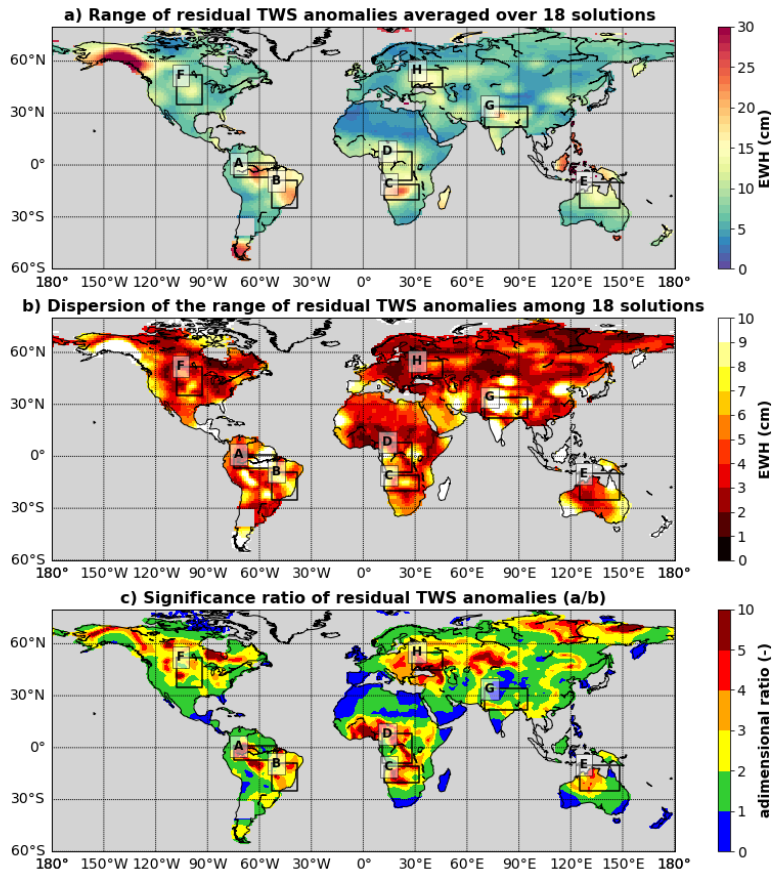 a) Range of residual TWS anomalies averaged over 18 solutions
60°N
30°N
0°
30°S
60°S
180° 150°W 120°W 90°W 60°W 30°W 0° 30°E 60°E 90°E 120°E 150°E 180°
F
H
G
A
B
D
C
E
30
25
20
15
10
5
0
EWH (cm)
b) Dispersion of the range of residual TWS anomalies among 18 solutions
60°N
30°N
0°
30°S
60°S
180° 150°W 120°W 90°W 60°W 30°W 0° 30°E 60°E 90°E 120°E 150°E 180°
F
H
G
A
B
D
C
E
10
9
8
7
6
5
4
3
2
1
0
EWH (cm)
c) Significance ratio of residual TWS anomalies (a/b)
60°N
30°N
0°
30°S
60°S
180° 150°W 120°W 90°W 60°W 30°W 0° 30°E 60°E 90°E 120°E 150°E 180°
F
H
G
A
B
D
C
E
10
5
4
3
2
1
0
adimensional ratio (-)